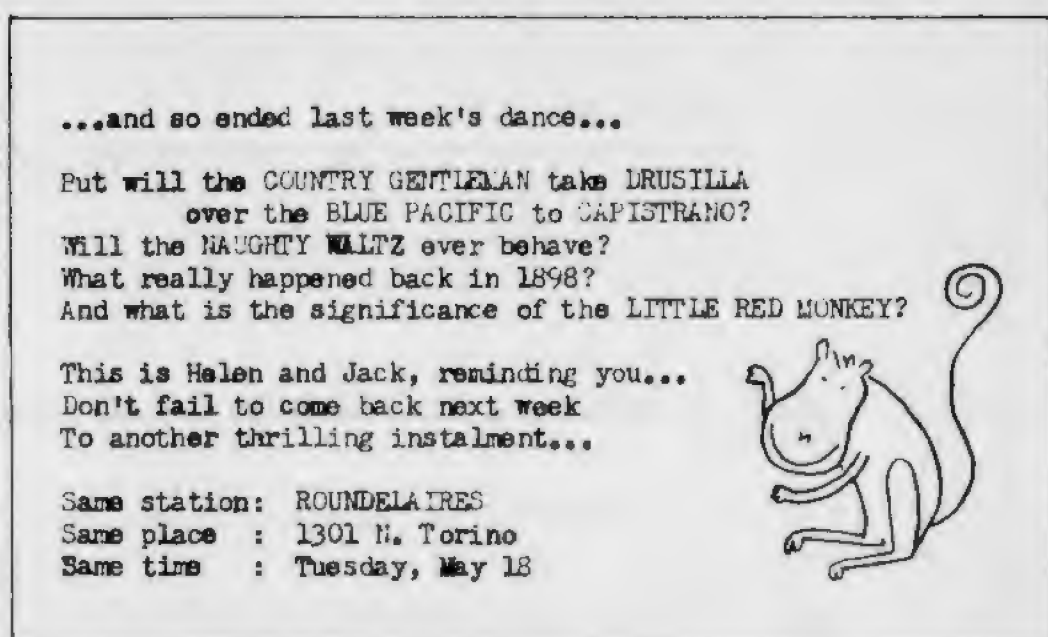 ...and so ended last week's dance...
Put will the COUNTRY GENTLEMAN take DRUSILLA
over the BLUE PACIFIC to CAPISTRANO?
Will the NAUGHTY WALTZ ever behave?
What really happened back in 1898?
And what is the significance of the LITTLE RED MONKEY?
This is Helen and Jack, reminding you...
Don't fail to come back next week
To another thrilling instalment...
Same station: ROUNDELAIRES
Same place : 1301 N. Torino
Same time : Tuesday, May 18